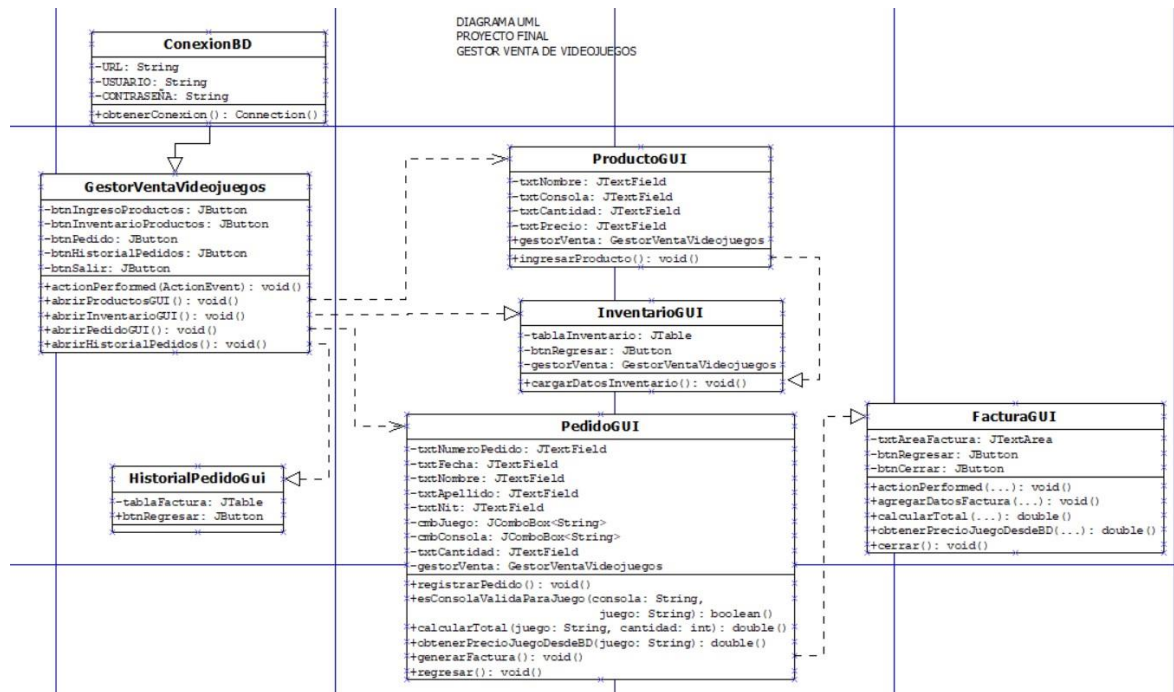 DIAGRAMA UML
PROYECTO FINAL
GESTOR VENTA DE VIDEOJUEGOS
ConexionBD
-URL: String
-USUARIO: String
-CONTRASEÑA: String
+obtenerConexion(): Connection()
GestorVentaVideojuegos
-btnIngresoProductos: JButton
-btnInventarioProductos: JButton
-btnPedido: JButton
-btnHistorialPedidos: JButton
-btnSalir: JButton
+actionPerformed(ActionEvent): void()
+abrirProductosGUI(): void()
+abrirInventarioGUI(): void()
+abrirPedidoGUI(): void()
+abrirHistorialPedidos(): void()
ProductoGUI
-txtNombre: JTextField
-txtConsola: JTextField
-txtCantidad: JTextField
-txtPrecio: JTextField
+gestorVenta: GestorVentaVideojuegos
+ingresarProducto(): void()
InventarioGUI
-tablaInventario: JTable
-btnRegresar: JButton
-gestorVenta: GestorVentaVideojuegos
+cargarDatosInventario(): void()
HistorialPedidoGui
-tablaFactura: JTable
+btnRegresar: JButton
PedidoGUI
-txtNumeroPedido: JTextField
-txtFecha: JTextField
-txtNombre: JTextField
-txtApellido: JTextField
-txtNit: JTextField
-cmbJuego: JComboBox<String>
-cmbConsola: JComboBox<String>
-txtCantidad: JTextField
-gestorVenta: GestorVentaVideojuegos
+registrarPedido(): void()
+esConsolaValidaParaJuego(consola: String,
juego: String): boolean()
+calcularTotal(juego: String, cantidad: int): double()
+obtenerPrecioJuegoDesdeBD(juego: String): double()
+generarFactura(): void()
+regresar(): void()
FacturaGUI
-txtAreaFactura: JTextArea
-btnRegresar: JButton
-btnCerrar: JButton
+actionPerformed(...): void()
+agregarDatosFactura(...): void()
+calcularTotal(...): double()
+obtenerPrecioJuegoDesdeBD(...): double()
+cerrar(): void()